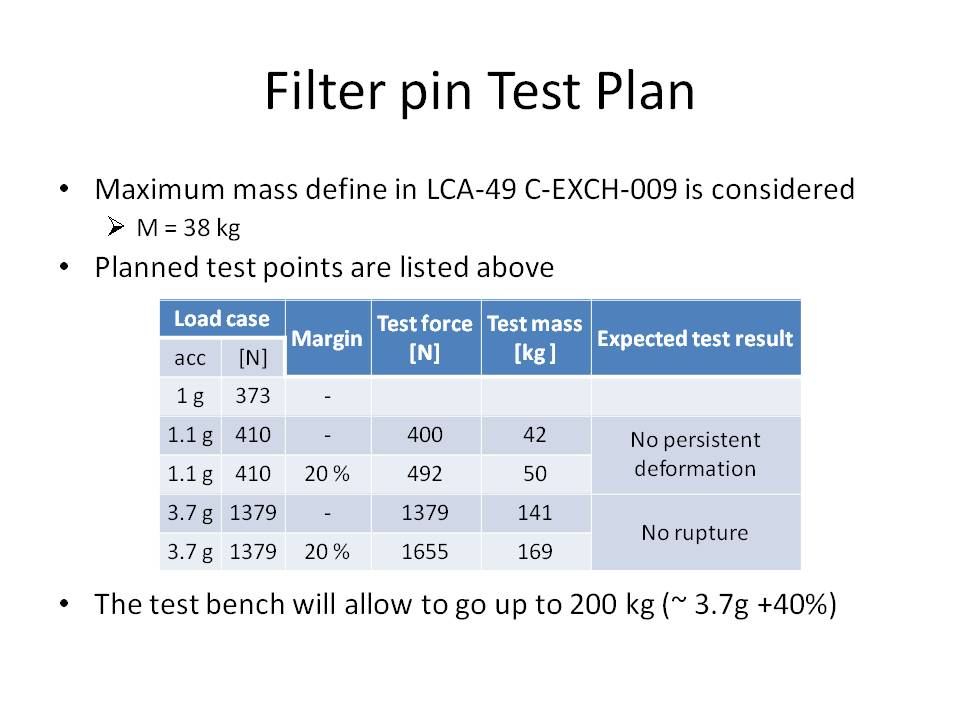 Filter pin Test Plan
• Maximum mass define in LCA-49 C-EXCH-009 is considered
➢ M = 38 kg
• Planned test points are listed above
Load case Margin Test force [N] Test mass [kg ] Expected test result
acc [N]
1 g 373 -
1.1 g 410 - 400 42 No persistent deformation
1.1 g 410 20 % 492 50
3.7 g 1379 - 1379 141 No rupture
3.7 g 1379 20 % 1655 169
• The test bench will allow to go up to 200 kg (~ 3.7g +40%)